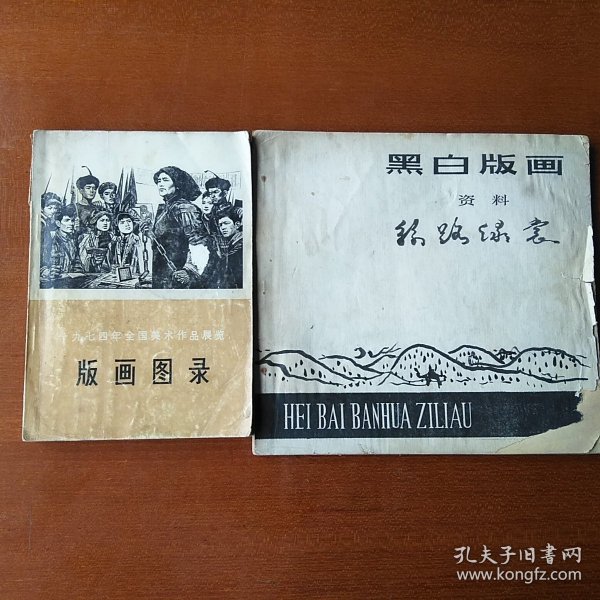 一九七四年全国美术作品展览
版画图录
黑白版画
资料
HEI BAI BANHUA ZILIAU
孔夫子旧书网
www.kongfz.com